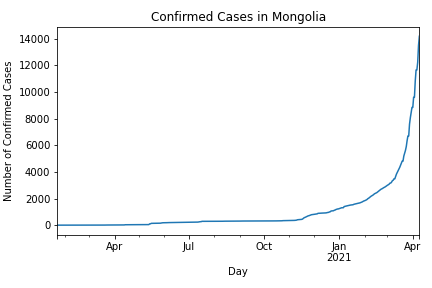 Confirmed Cases in Mongolia
Number of Confirmed Cases
14000
12000
10000
8000
6000
4000
2000
0
Apr Jul Oct Jan Apr
2021
Day